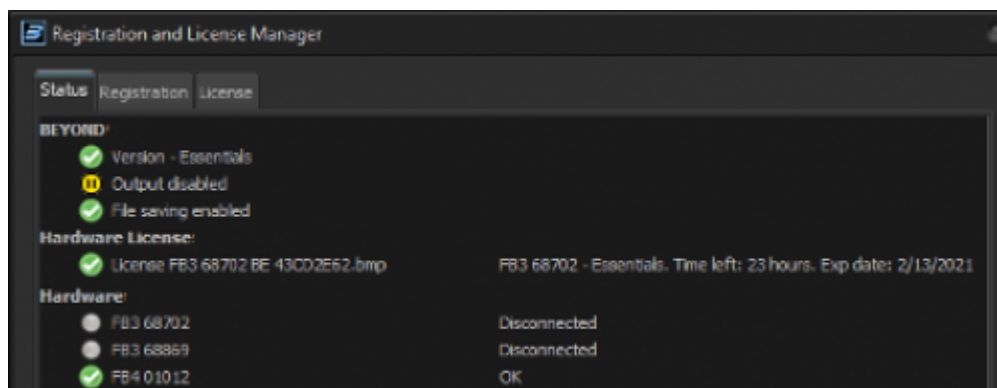 Registration and License Manager
Status Registration License
BEYOND:
Version - Essentials
Output disabled
File saving enabled
Hardware License:
License FB3 68702 BE 43CD2E62.bmp FB3 68702 - Essentials. Time left: 23 hours. Exp date: 2/13/2021
Hardware:
FB3 68702 Disconnected
FB3 68869 Disconnected
FB4 01012 OK